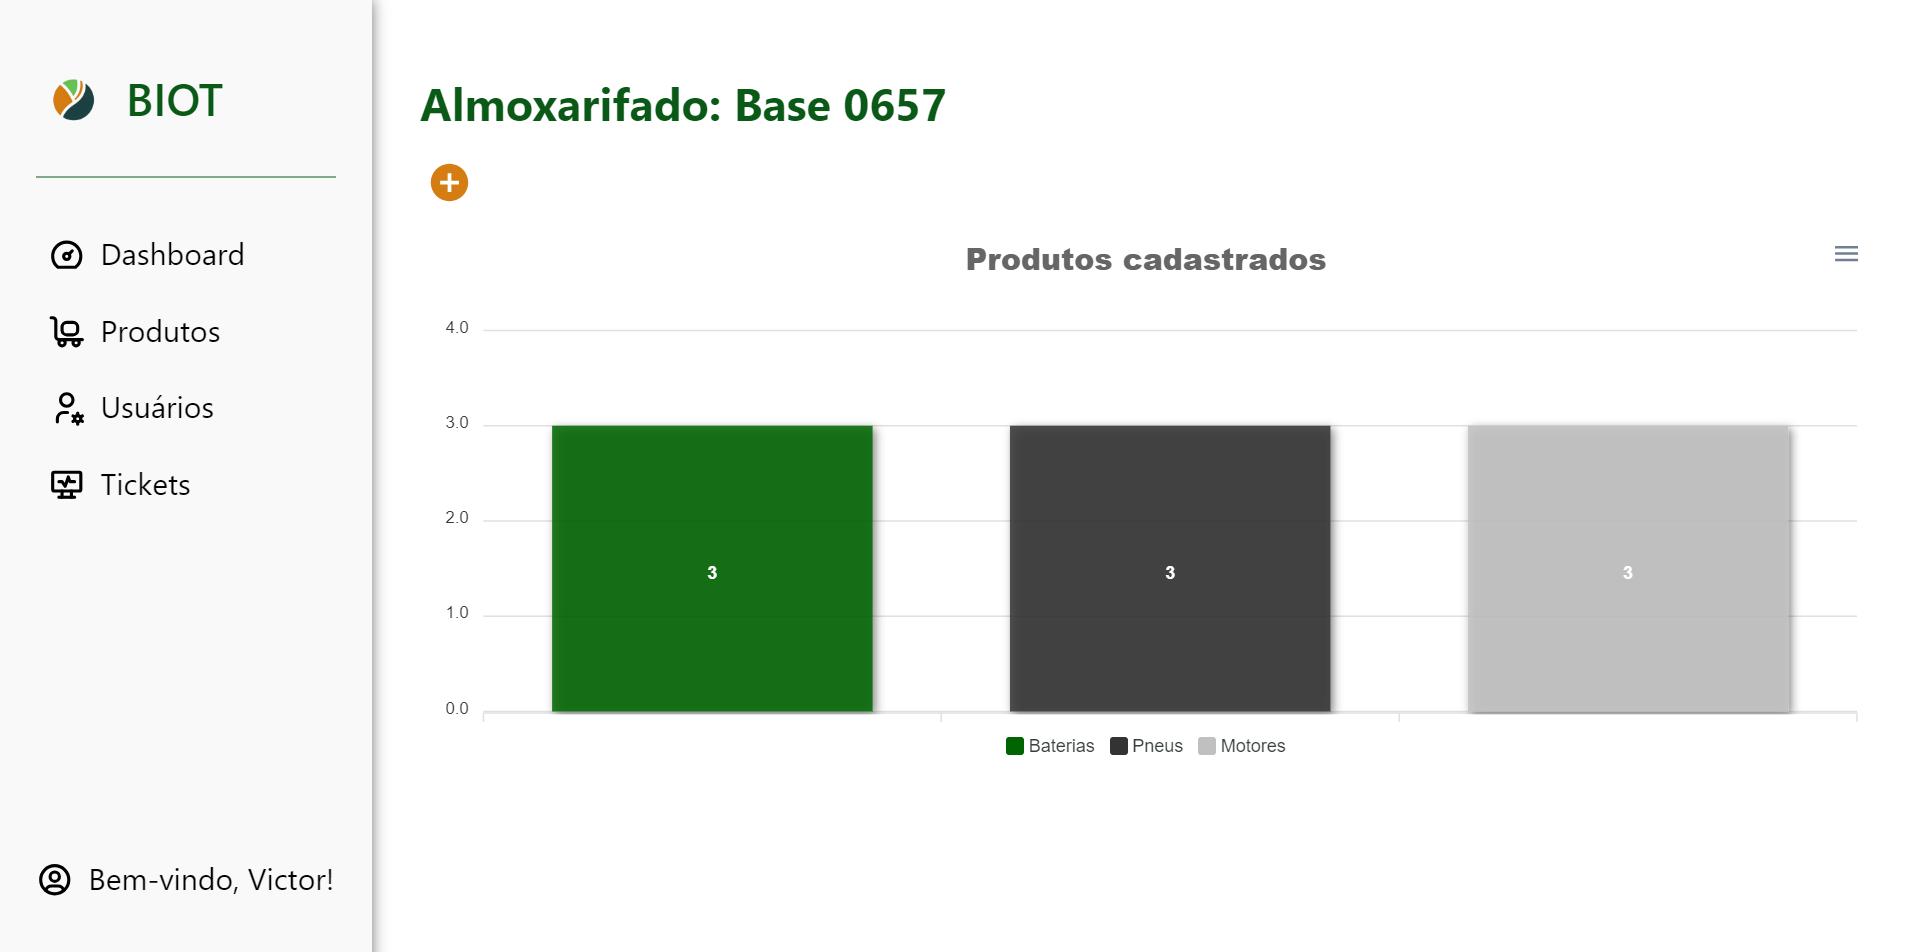 BIOT
Dashboard
Produtos
Usuários
Tickets
Bem-vindo, Victor!
Almoxarifado: Base 0657
Produtos cadastrados
4.0
3.0
2.0
1.0
0.0
3 3 3
Baterias Pneus Motores